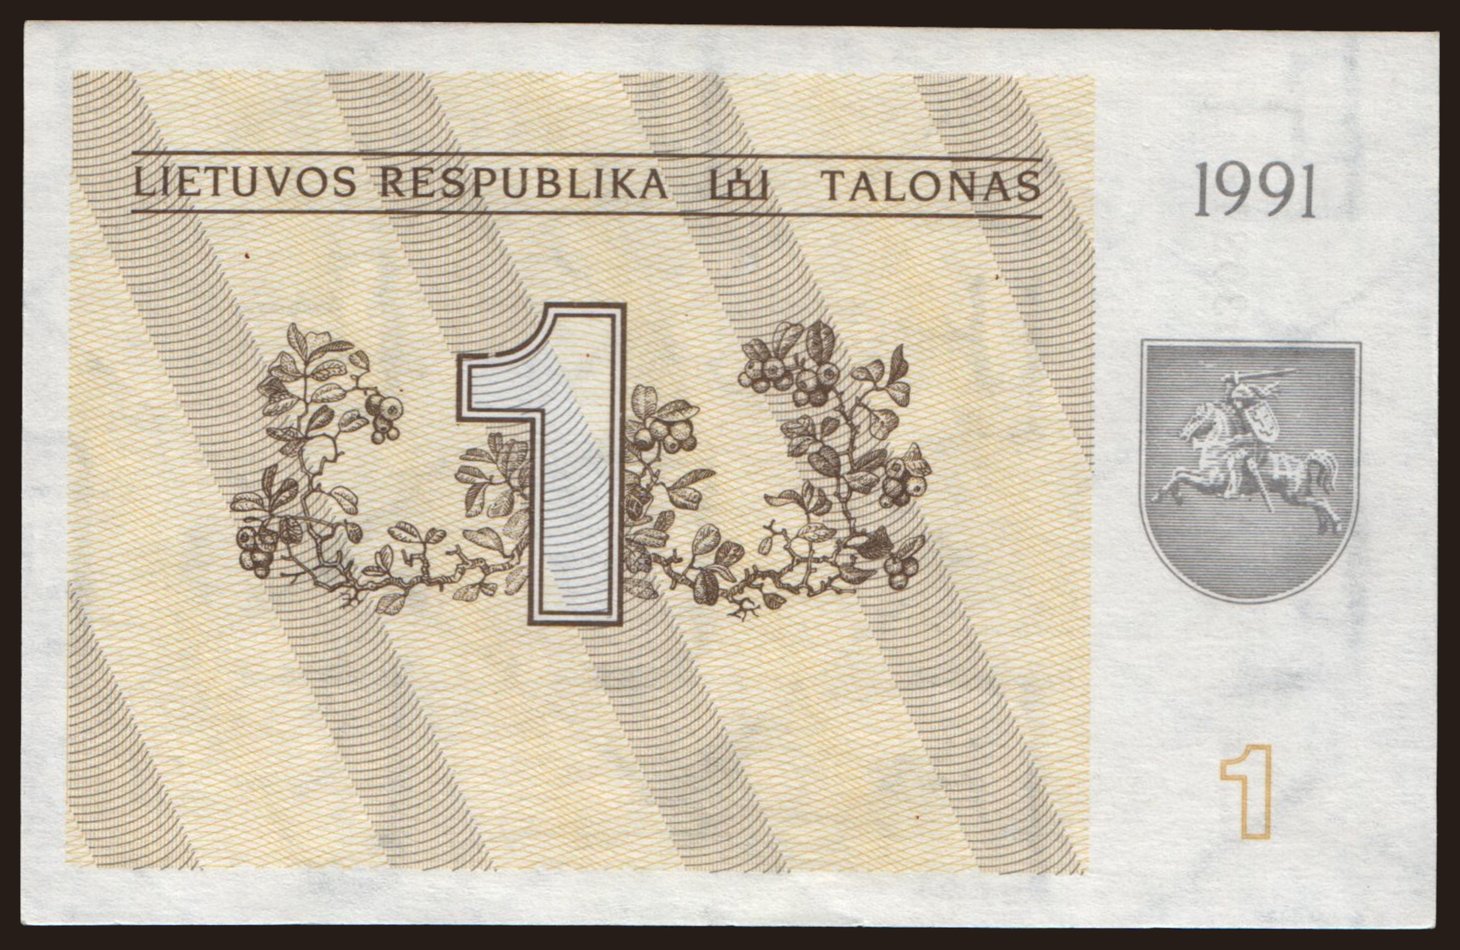 LIETUVOS RESPUBLIKA TALONAS
1991
1
1